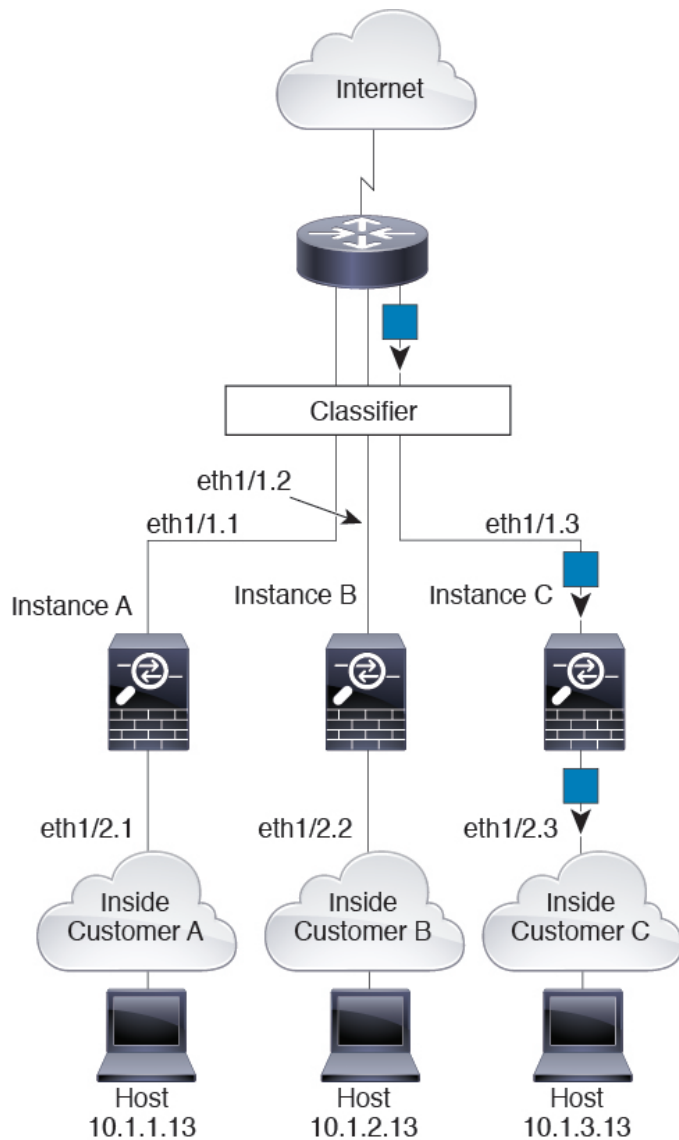 Internet
Classifier
eth1/1.2
eth1/1.1
eth1/1.3
Instance A
Instance B
Instance C
eth1/2.1
eth1/2.2
eth1/2.3
Inside
Customer A
Inside
Customer B
Inside
Customer C
Host
10.1.1.13
Host
10.1.2.13
Host
10.1.3.13